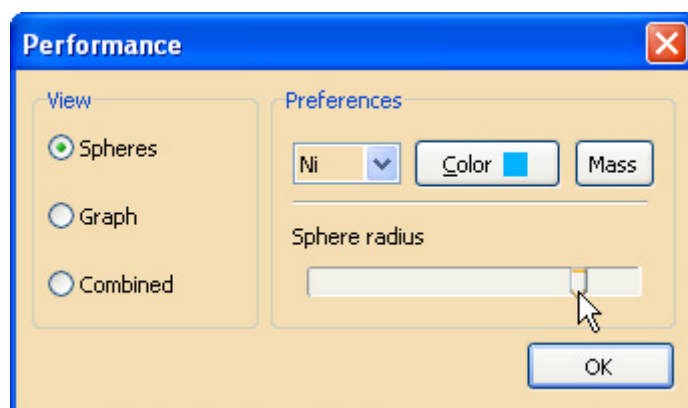 Performance
View
Spheres
Graph
Combined
Preferences
Ni
Color
Mass
Sphere radius
OK